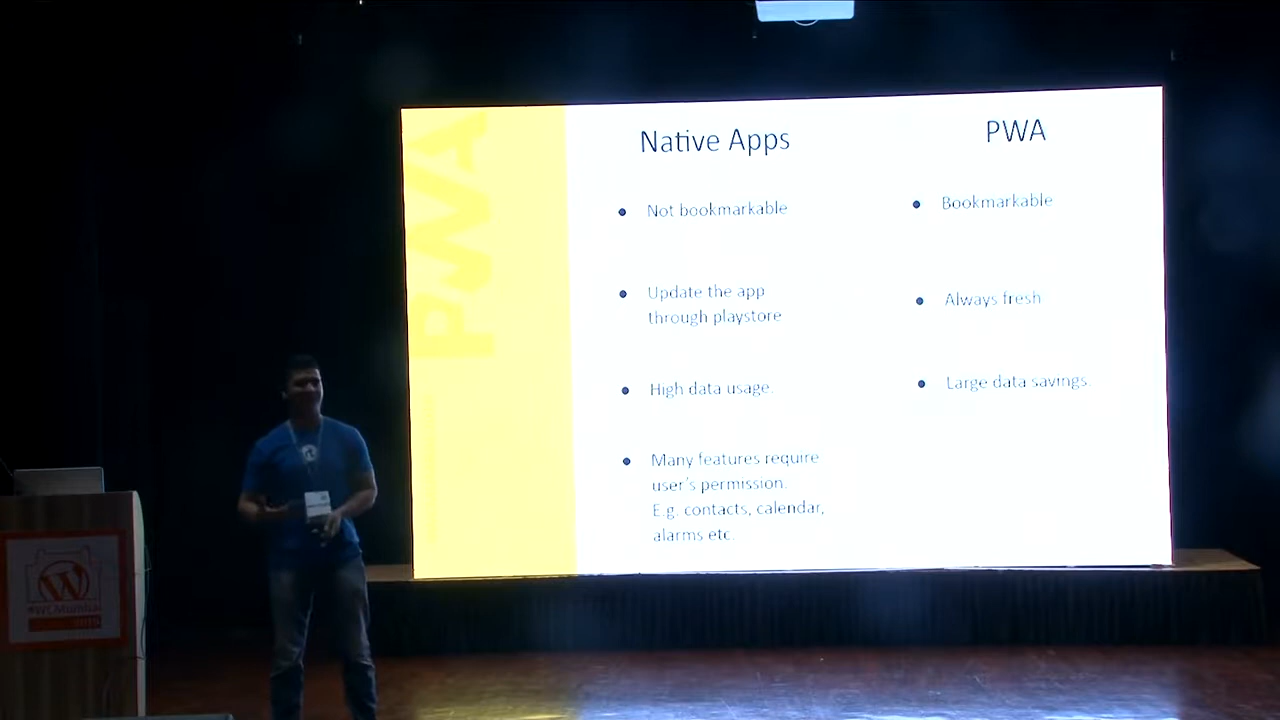 PWA
Native Apps
Not bookmarkable
Update the app
through playstore
High data usage.
Many features require
user's permission.
E.g. contacts, calendar,
alarms etc.
PWA
Bookmarkable
Always fresh
Large data savings.
#WCMumbai